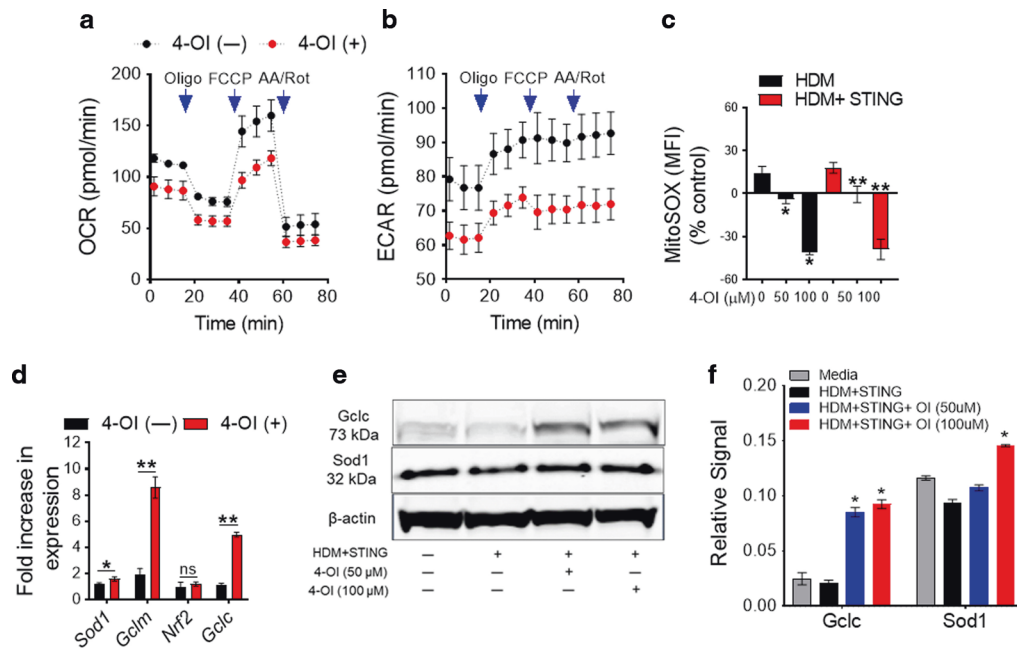 a
4-OI (—) 4-OI (+)
200
150
100
50
0
OCR (pmol/min)
Oligo FCCP AA/Rot
0 20 40 60 80
Time (min)
b
110
100
90
80
70
60
50
ECAR (pmol/min)
Oligo FCCP AA/Rot
0 20 40 60 80
Time (min)
c
HDM
HDM+ STING
60
30
0
-30
-60
MitoSOX (MFI)
(% control)
* * ** **
4-OI (μM) 0 50 100 0 50 100
d
4-OI (—) 4-OI (+)
12
10
8
6
4
2
0
Fold increase in
expression
* ** ns **
Sod1 Gclm Nrf2 Gclc
e
Gclc
73 kDa
Sod1
32 kDa
β-actin
HDM+STING — + + +
4-OI (50 μM) — — + —
4-OI (100 μM) — — — +
f
Media
HDM+STING
HDM+STING+ OI (50uM)
HDM+STING+ OI (100uM)
0.20
0.15
0.10
0.05
0.00
Relative Signal
* * *
Gclc Sod1